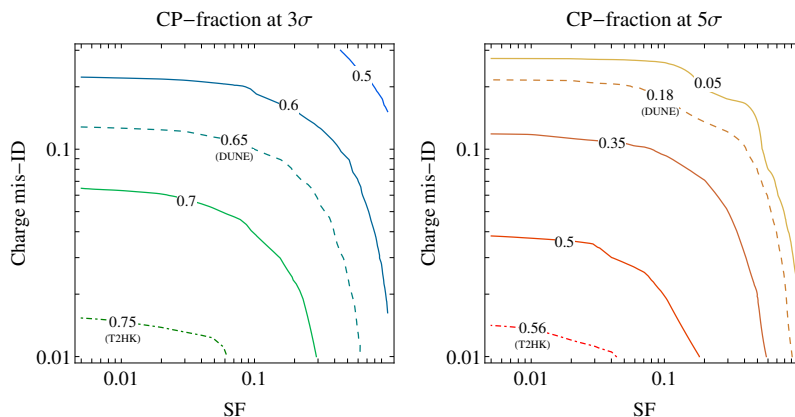 CP−fraction at 3σ
0.5
0.6
0.65
(DUNE)
0.7
0.75
(T2HK)
0.1
0.01
Charge mis−ID
0.01 0.1
SF
CP−fraction at 5σ
0.05
0.18
(DUNE)
0.35
0.5
0.56
(T2HK)
0.1
0.01
Charge mis−ID
0.01 0.1
SF